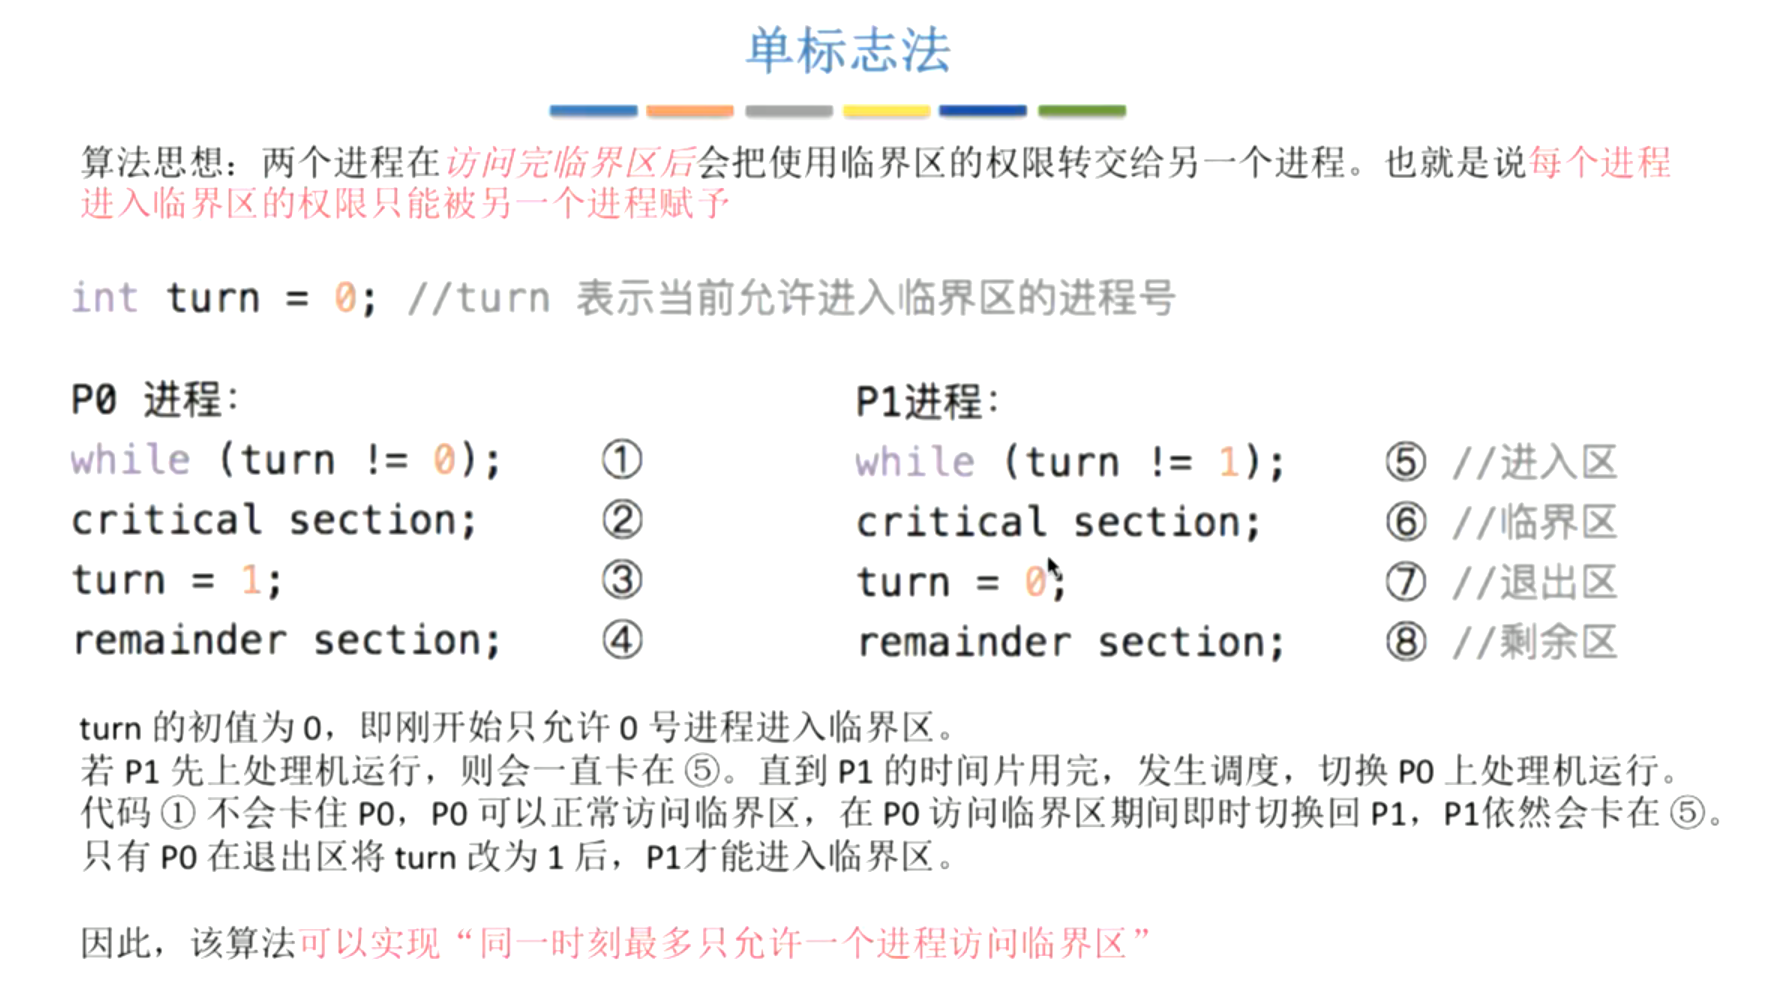 单标志法
算法思想：两个进程在访问完临界区后会把使用临界区的权限转交给另一个进程。也就是说每个进程
进入临界区的权限只能被另一个进程赋予
int turn = 0; //turn 表示当前允许进入临界区的进程号
P0 进程：
while (turn != 0); ①
critical section; ②
turn = 1; ③
remainder section; ④
P1进程：
while (turn != 1); ⑤ //进入区
critical section; ⑥ //临界区
turn = 0; ⑦ //退出区
remainder section; ⑧ //剩余区
turn 的初值为 0，即刚开始只允许 0 号进程进入临界区。
若 P1 先上处理机运行，则会一直卡在 ⑤。直到 P1 的时间片用完，发生调度，切换 P0 上处理机运行。
代码 ① 不会卡住 P0，P0 可以正常访问临界区，在 P0 访问临界区期间即时切换回 P1，P1依然会卡在 ⑤。
只有 P0 在退出区将 turn 改为 1 后，P1才能进入临界区。
因此，该算法可以实现“同一时刻最多只允许一个进程访问临界区”